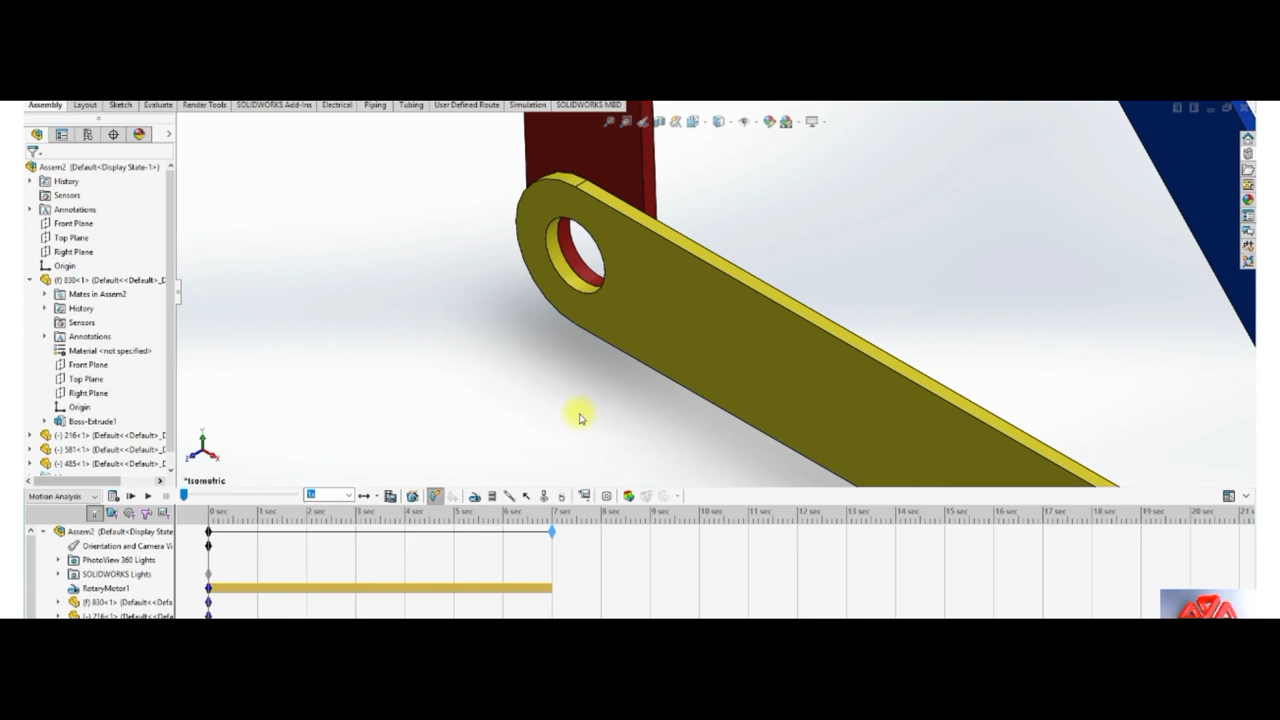 Assembly Layout Sketch Evaluate Render Tools SOLIDWORKS Add-Ins Electrical Piping Tubing User Defined Route Simulation SOLIDWORKS MBD
Assem2 (Default<Display State-1>)
History
Sensors
Annotations
Front Plane
Top Plane
Right Plane
Origin
(f) 830<1> (Default<<Default>_D
Mates in Assem2
History
Sensors
Annotations
Material <not specified>
Front Plane
Top Plane
Right Plane
Origin
Boss-Extrude1
(-) 216<1> (Default<<Default>_D
(-) 581<1> (Default<<Default>_D
(-) 485<1> (Default<<Default>_D
Y
Z X
*Isometric
Motion Analysis
0 sec 1 sec 2 sec 3 sec 4 sec 5 sec 6 sec 7 sec 8 sec 9 sec 10 sec 11 sec 12 sec 13 sec 14 sec 15 sec 16 sec 17 sec 18 sec 19 sec 20 sec 21 s
Assem2 (Default<Display State
Orientation and Camera Vi
PhotoView 360 Lights
SOLIDWORKS Lights
RotaryMotor1
(f) 830<1> (Default<<Defa
(-) 216<1> (Default<<Defa